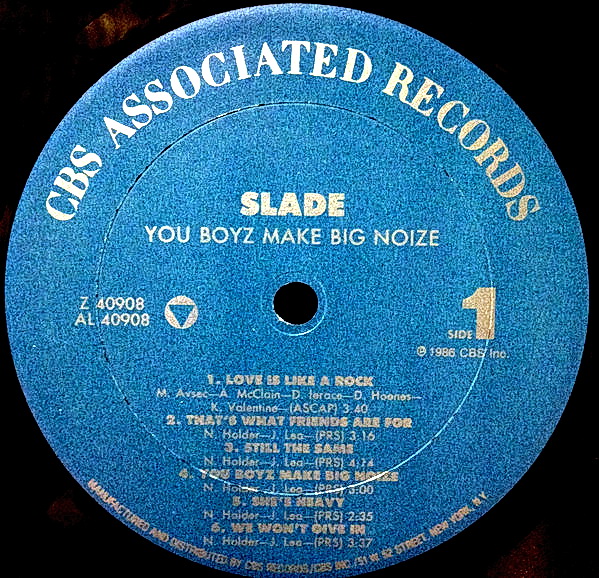 CBS ASSOCIATED RECORDS
SLADE
YOU BOYZ MAKE BIG NOIZE
Z 40908
AL 40908
SIDE 1
℗ 1986 CBS Inc.
1. LOVE IS LIKE A ROCK
M. Avsec—A. McClain—D. Ierace—D. Hoenes—
K. Valentine—(ASCAP) 3:40
2. THAT'S WHAT FRIENDS ARE FOR
N. Holder—J. Lea—(PRS) 3:16
3. STILL THE SAME
N. Holder—J. Lea—(PRS) 4:14
4. YOU BOYZ MAKE BIG NOIZE
N. Holder—J. Lea—(PRS) 3:00
5. SHE'S HEAVY
N. Holder—J. Lea—(PRS) 2:35
6. WE WON'T GIVE IN
N. Holder—J. Lea—(PRS) 3:37
MANUFACTURED AND DISTRIBUTED BY CBS RECORDS/CBS INC./51 W. 52 STREET, NEW YORK, N.Y.